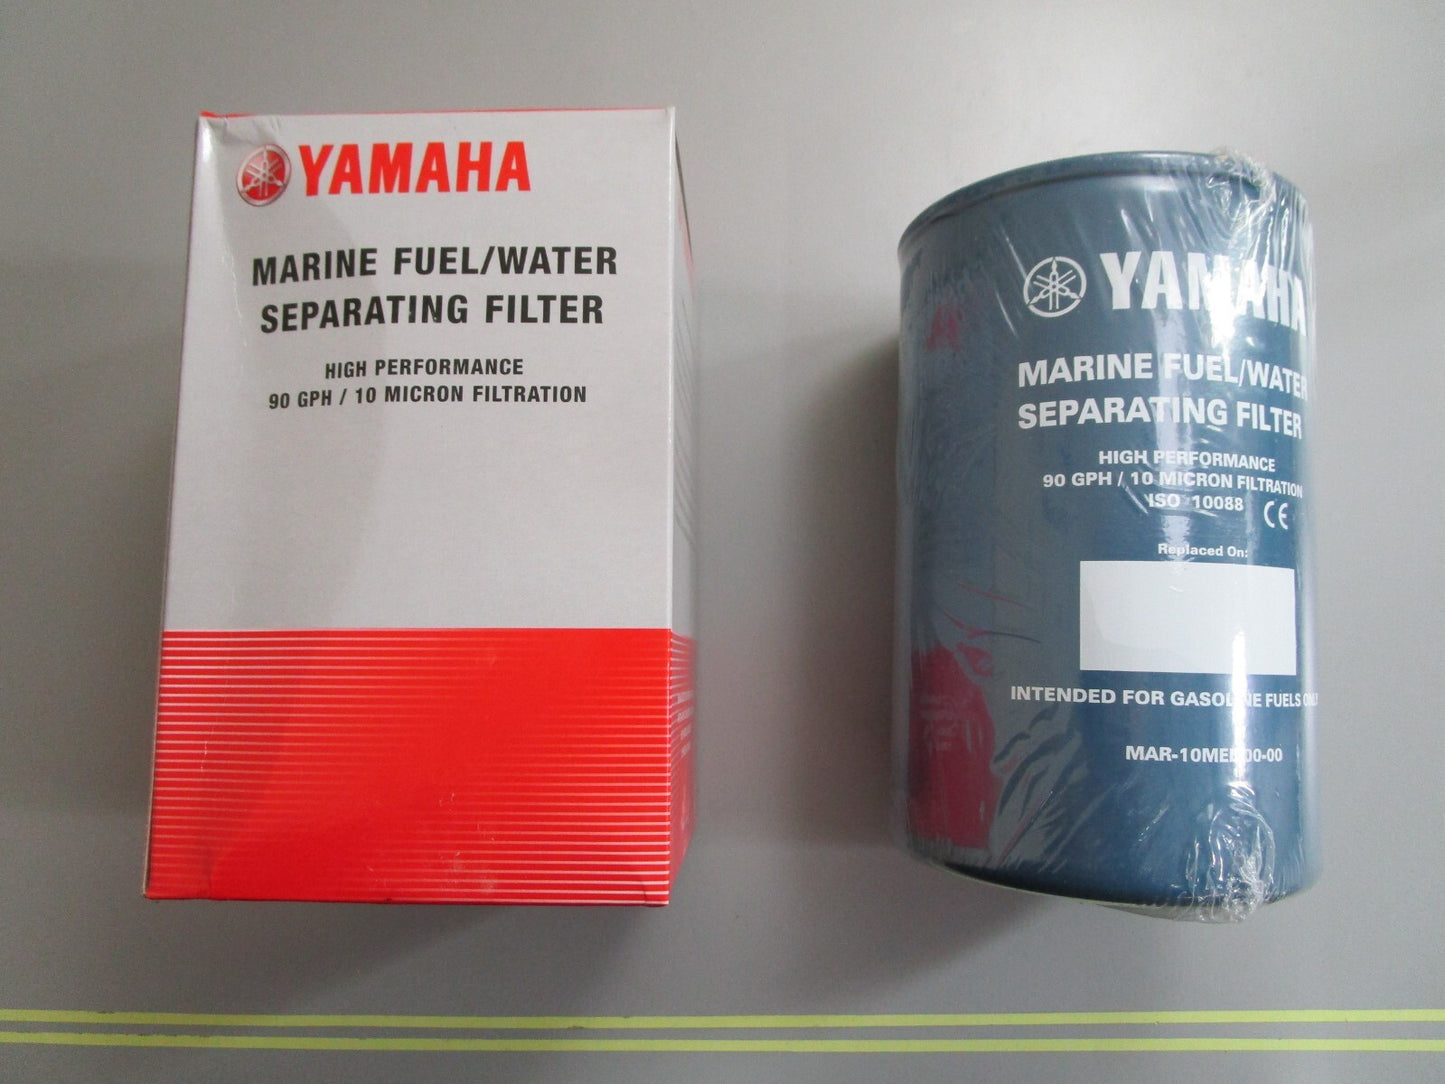 YAMAHA
MARINE FUEL/WATER
SEPARATING FILTER
HIGH PERFORMANCE
90 GPH / 10 MICRON FILTRATION
YAMAHA
MARINE FUEL/WATER
SEPARATING FILTER
HIGH PERFORMANCE
90 GPH / 10 MICRON FILTRATION
ISO 10088 CE
Replaced On:
INTENDED FOR GASOLINE FUELS ONLY